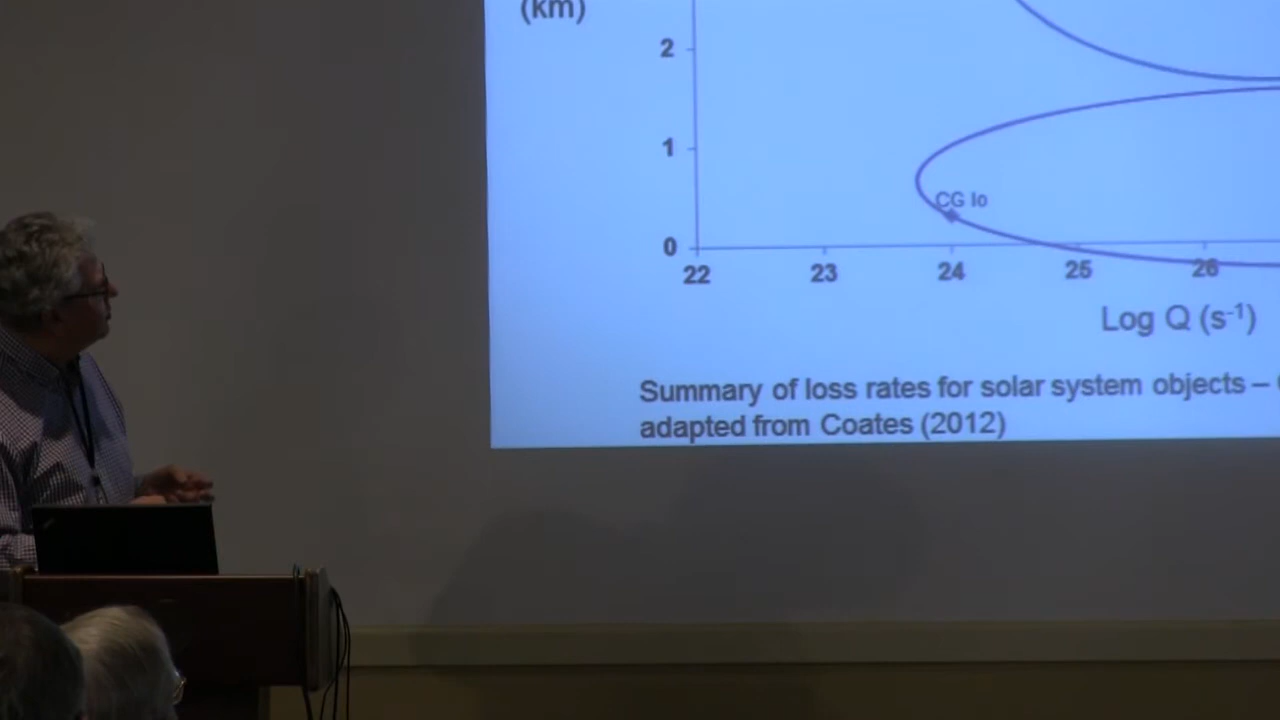 (km)
2
1
CG Io
0
22 23 24 25 26
Log Q (s⁻¹)
Summary of loss rates for solar system objects –
adapted from Coates (2012)